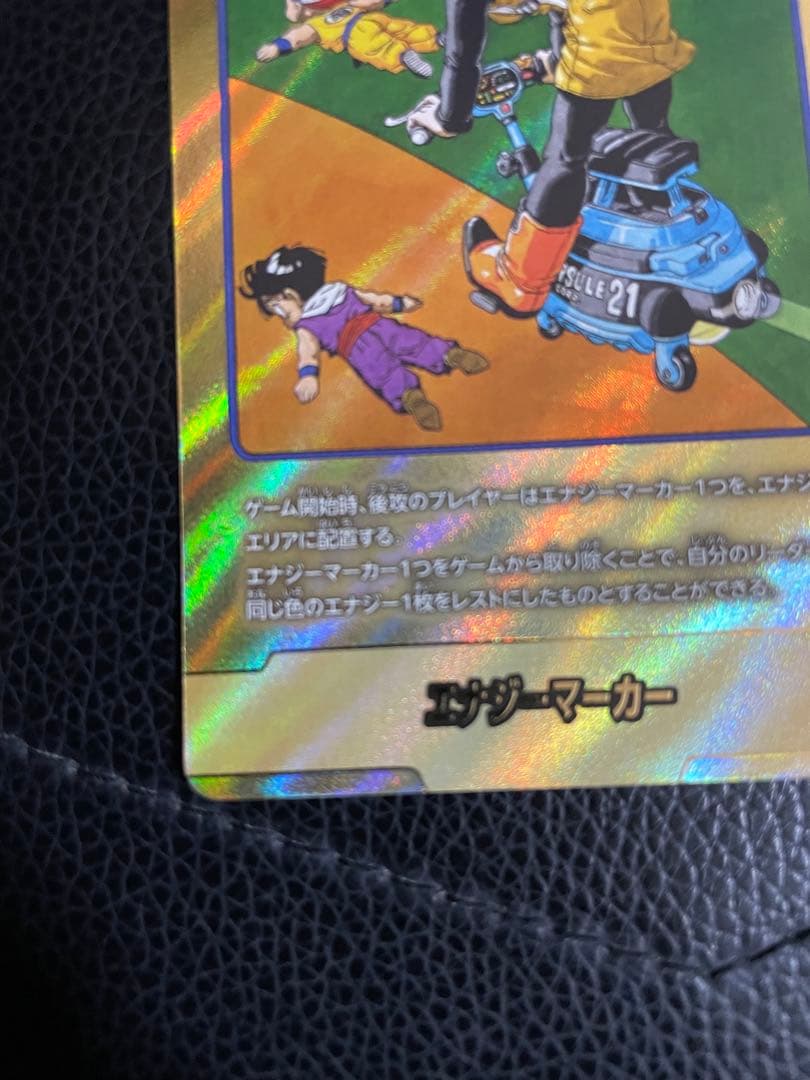 SULE 21
ゲーム開始時、後攻のプレイヤーはエナジーマーカー1つを、エナジ
エリアに配置する。
エナジーマーカー1つをゲームから取り除くことで、自分のリーダ
同じ色のエナジー1枚をレストにしたものとすることができる。
エナジーマーカー